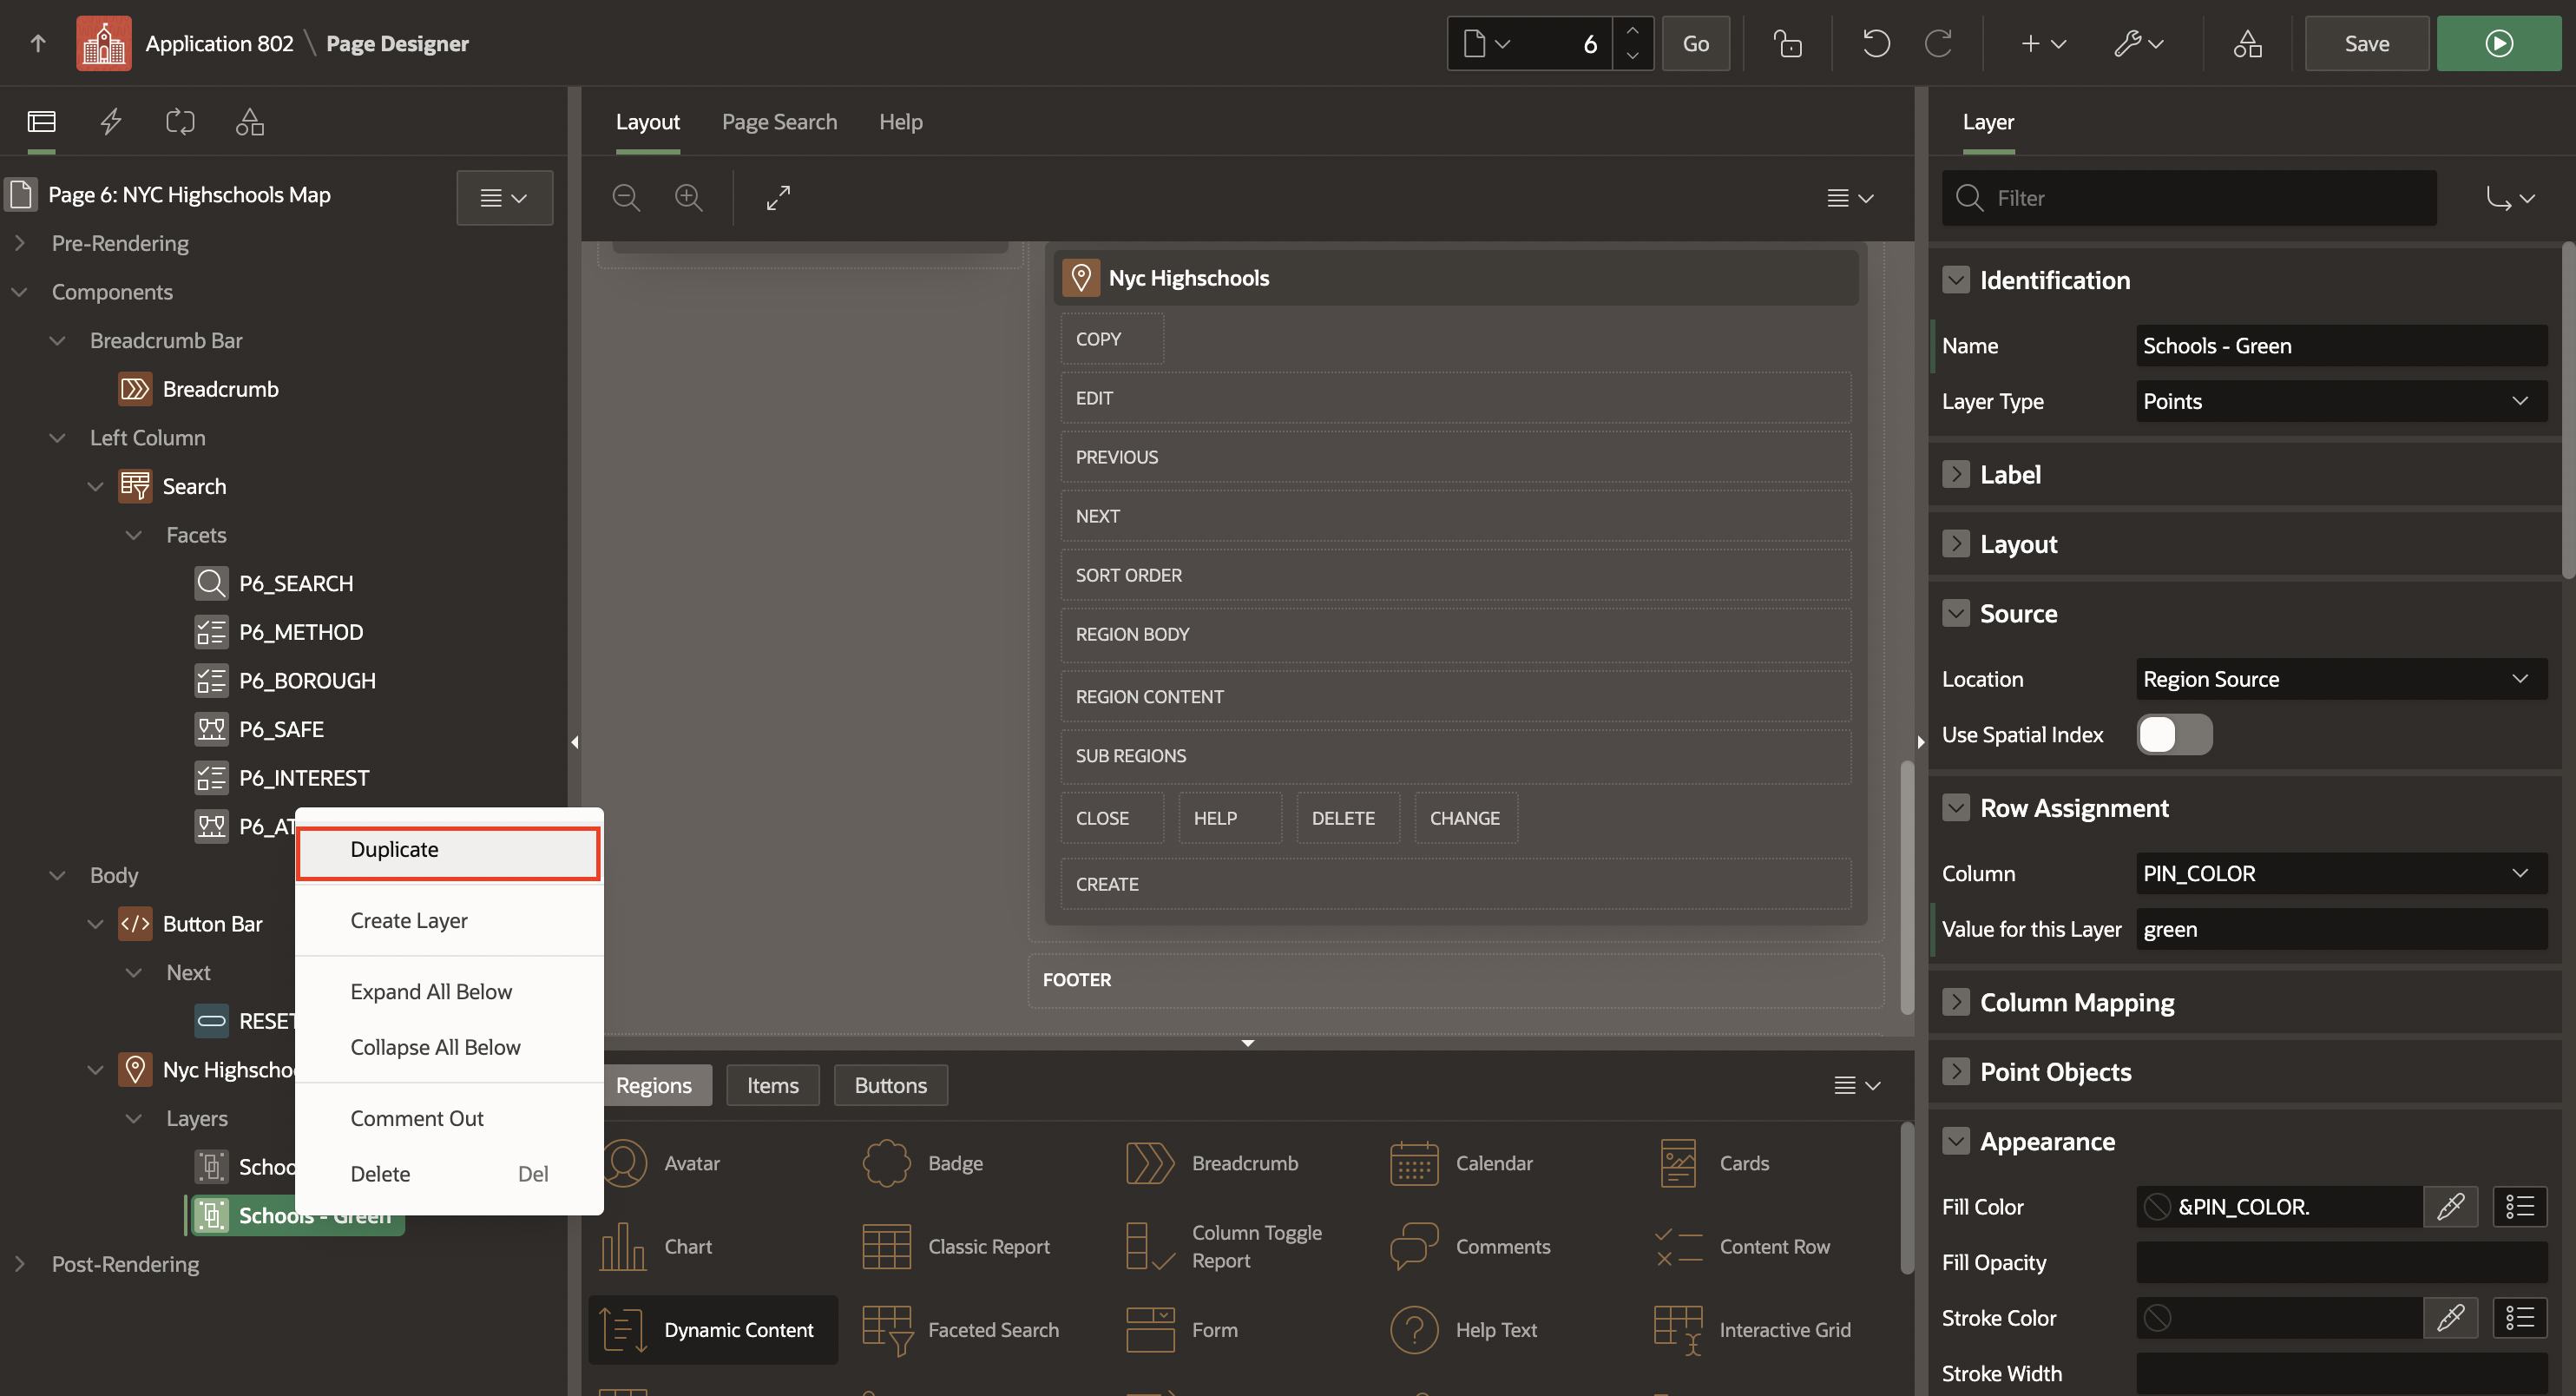 Application 802 \ Page Designer
6
Go
Save
Layout
Page Search
Help
Layer
Page 6: NYC Highschools Map
Filter
Pre-Rendering
Components
Breadcrumb Bar
Breadcrumb
Left Column
Search
Facets
P6_SEARCH
P6_METHOD
P6_BOROUGH
P6_SAFE
P6_INTEREST
P6_AT
Body
Button Bar
Next
RESET
Nyc Highschoo
Layers
Schoo
Schools - Green
Post-Rendering
Duplicate
Create Layer
Expand All Below
Collapse All Below
Comment Out
Delete Del
Nyc Highschools
COPY
EDIT
PREVIOUS
NEXT
SORT ORDER
REGION BODY
REGION CONTENT
SUB REGIONS
CLOSE
HELP
DELETE
CHANGE
CREATE
FOOTER
Regions
Items
Buttons
Avatar
Badge
Breadcrumb
Calendar
Cards
Chart
Classic Report
Column Toggle
Report
Comments
Content Row
Dynamic Content
Faceted Search
Form
Help Text
Interactive Grid
Identification
Name Schools - Green
Layer Type Points
Label
Layout
Source
Location Region Source
Use Spatial Index
Row Assignment
Column PIN_COLOR
Value for this Layer green
Column Mapping
Point Objects
Appearance
Fill Color &PIN_COLOR.
Fill Opacity
Stroke Color
Stroke Width